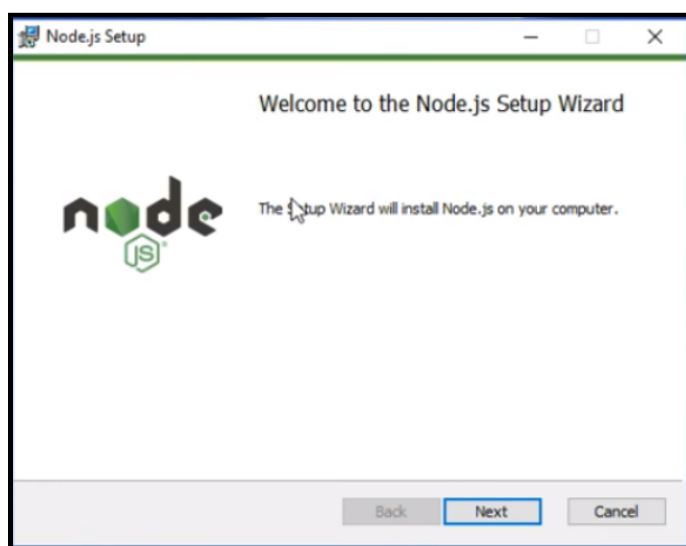 Node.js Setup
Welcome to the Node.js Setup Wizard
node
JS
The Setup Wizard will install Node.js on your computer.
Back
Next
Cancel